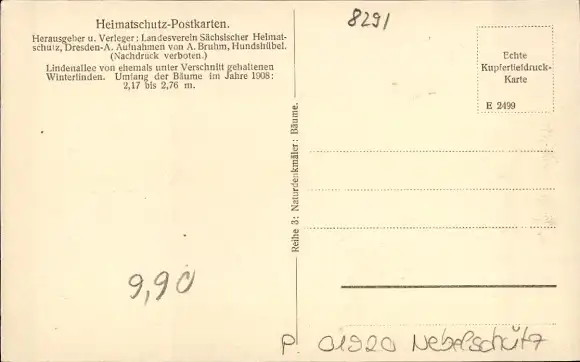 Heimatschutz-Postkarten.
Herausgeber u. Verleger: Landesverein Sächsischer Heimat-
schutz, Dresden-A. Aufnahmen von A. Bruhm, Hundshübel.
(Nachdruck verboten.)
Lindenallee von ehemals unter Verschnitt gehaltenen
Winterlinden. Umfang der Bäume im Jahre 1908:
2,17 bis 2,76 m.
8291
Echte
Kupfertiefdruck-
Karte
E 2499
Reihe 3: Naturdenkmäler: Bäume.
9,90
P 01920 Nebelschütz